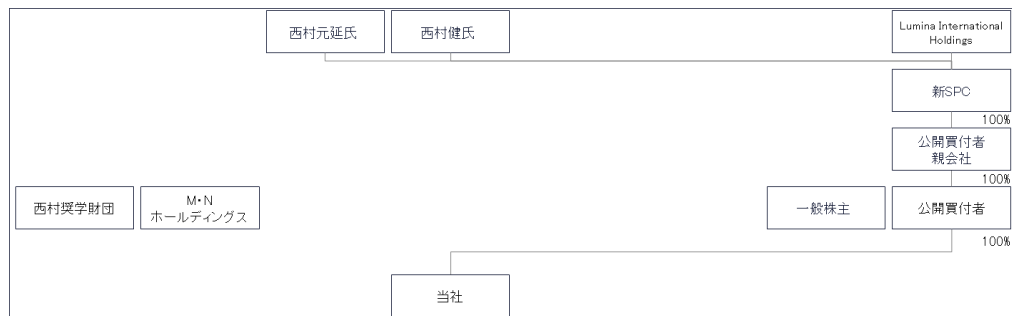 西村元延氏
西村健氏
Lumina International
Holdings
新SPC
100%
公開買付者
親会社
100%
西村奨学財団
M・N
ホールディングス
一般株主
公開買付者
100%
当社